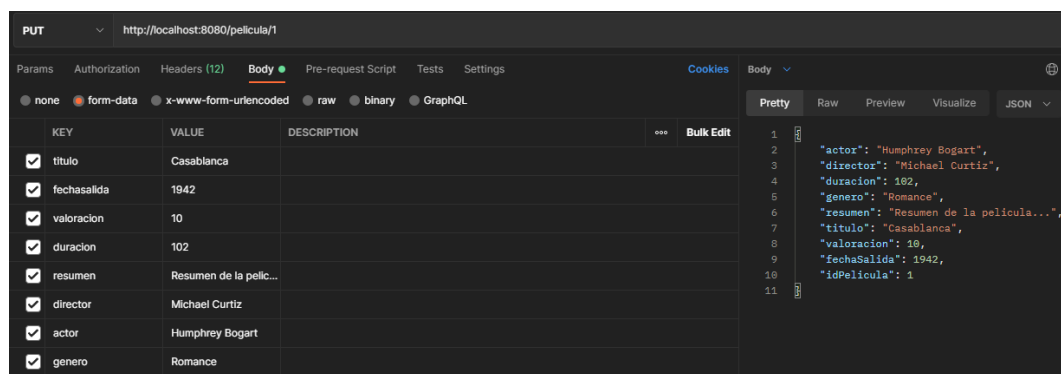 PUT http://localhost:8080/pelicula/1
Params Authorization Headers (12) Body Pre-request Script Tests Settings Cookies
none form-data x-www-form-urlencoded raw binary GraphQL
KEY VALUE DESCRIPTION ooo Bulk Edit
titulo Casablanca
fechasalida 1942
valoracion 10
duracion 102
resumen Resumen de la pelic...
director Michael Curtiz
actor Humphrey Bogart
genero Romance
Body
Pretty Raw Preview Visualize JSON
1 {
2 "actor": "Humphrey Bogart",
3 "director": "Michael Curtiz",
4 "duracion": 102,
5 "genero": "Romance",
6 "resumen": "Resumen de la pelicula...",
7 "titulo": "Casablanca",
8 "valoracion": 10,
9 "fechaSalida": 1942,
10 "idPelicula": 1
11 }